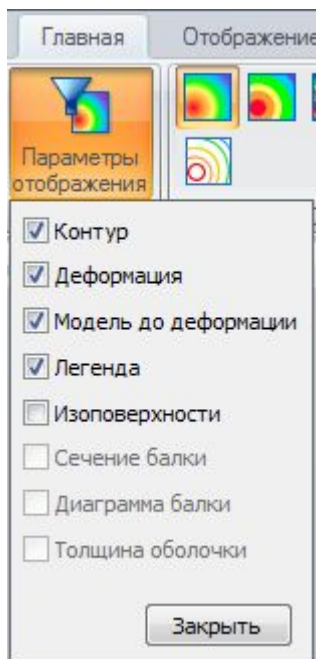 Главная Отображение
Параметры
отображения
Контур
Деформация
Модель до деформации
Легенда
Изоповерхности
Сечение балки
Диаграмма балки
Толщина оболочки
Закрыть